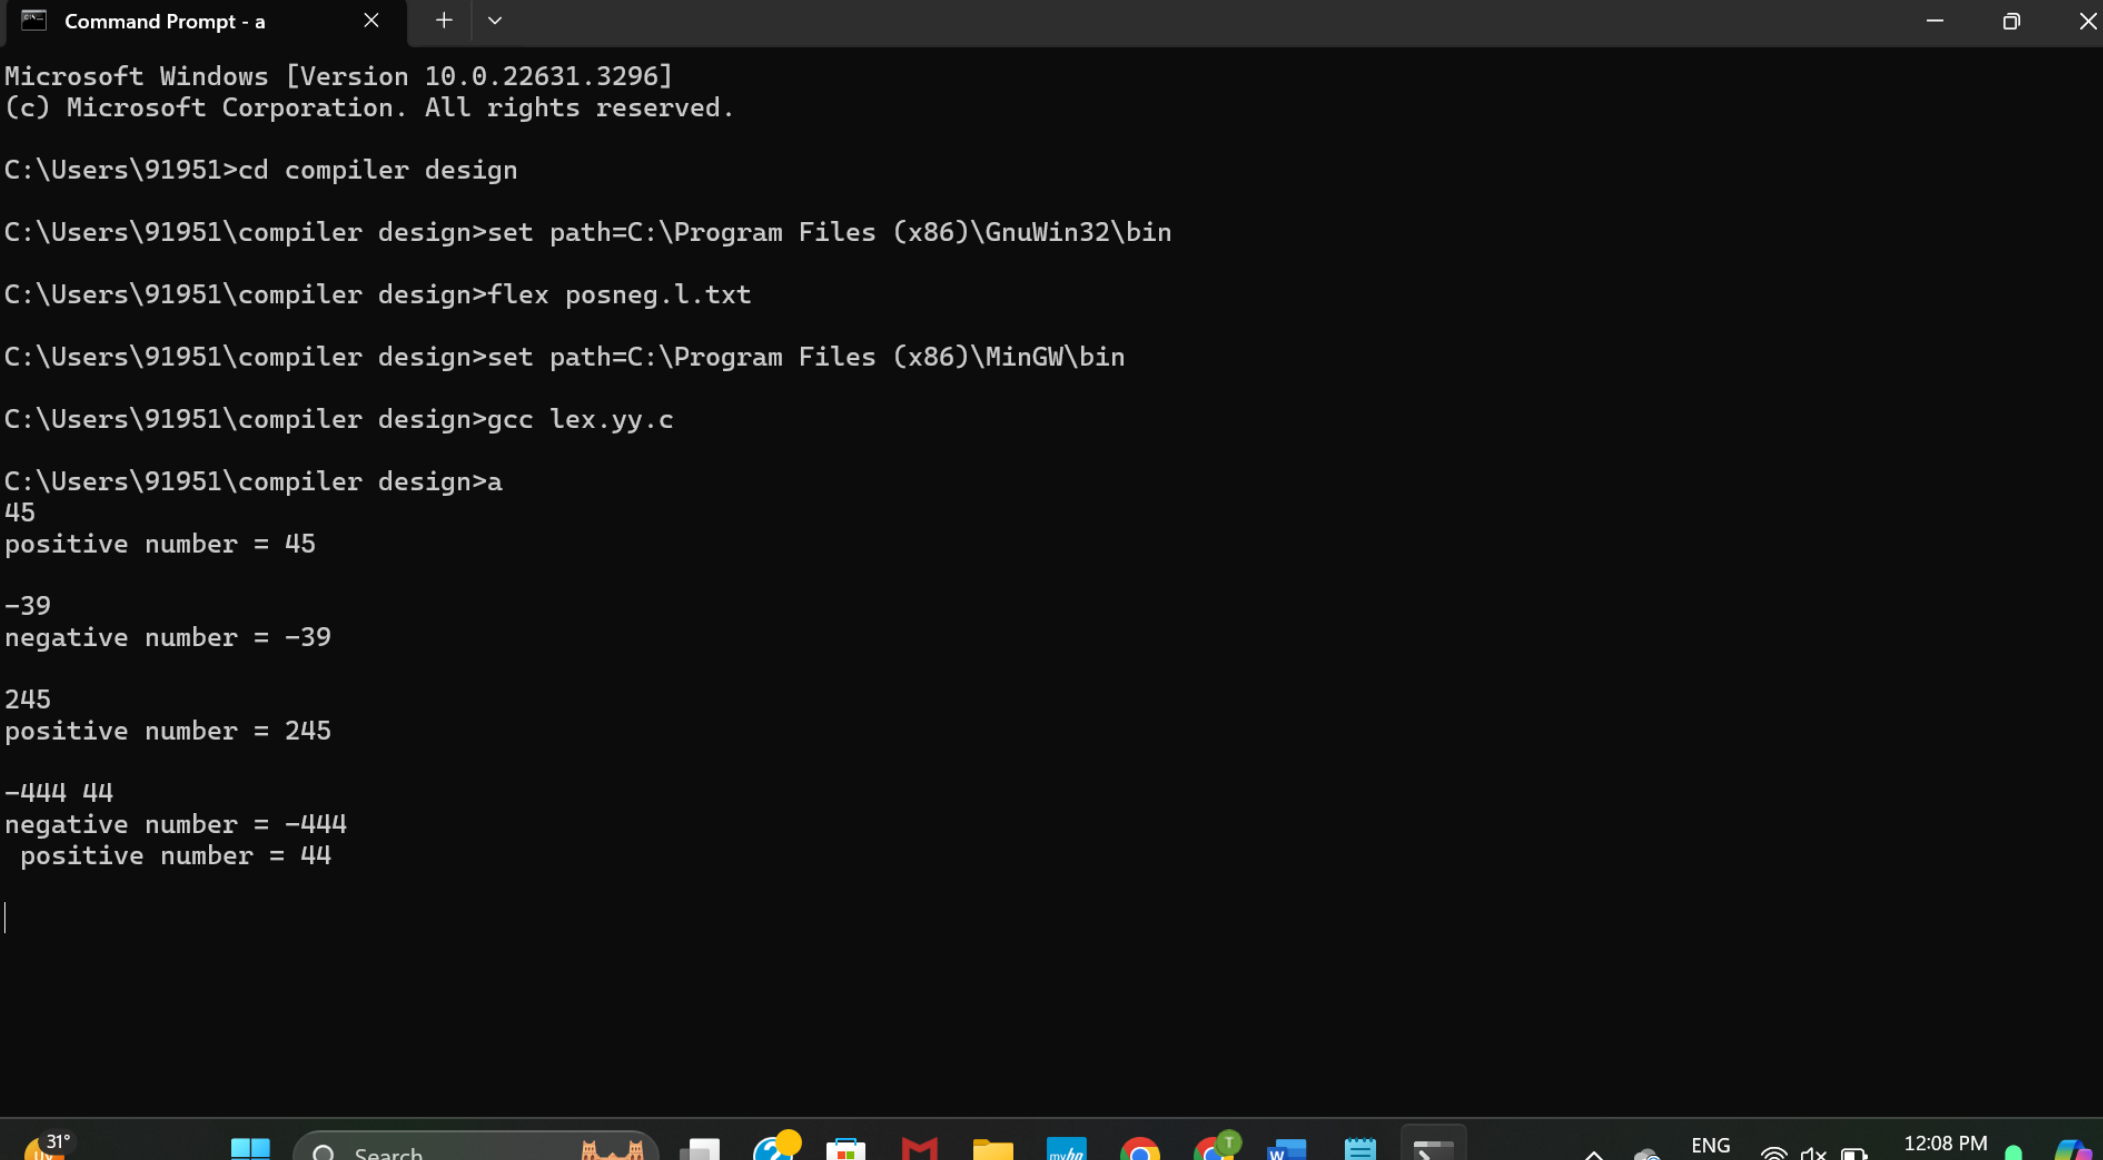 Command Prompt - a
Microsoft Windows [Version 10.0.22631.3296]
(c) Microsoft Corporation. All rights reserved.
C:\Users\91951>cd compiler design
C:\Users\91951\compiler design>set path=C:\Program Files (x86)\GnuWin32\bin
C:\Users\91951\compiler design>flex posneg.l.txt
C:\Users\91951\compiler design>set path=C:\Program Files (x86)\MinGW\bin
C:\Users\91951\compiler design>gcc lex.yy.c
C:\Users\91951\compiler design>a
45
positive number = 45
-39
negative number = -39
245
positive number = 245
-444 44
negative number = -444
 positive number = 44
31°
Search
myhp
T
W
ENG
12:08 PM